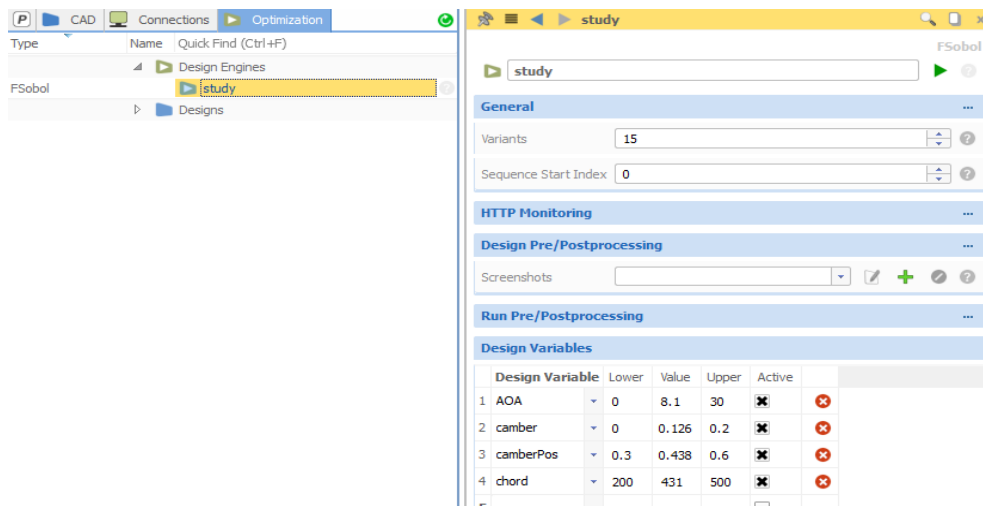 P CAD Connections Optimization
Type Name Quick Find (Ctrl+F)
Design Engines
FSobol study
Designs
study
FSobol
study
General
Variants 15
Sequence Start Index 0
HTTP Monitoring
Design Pre/Postprocessing
Screenshots
Run Pre/Postprocessing
Design Variables
Design Variable Lower Value Upper Active
1 AOA 0 8.1 30
2 camber 0 0.126 0.2
3 camberPos 0.3 0.438 0.6
4 chord 200 431 500